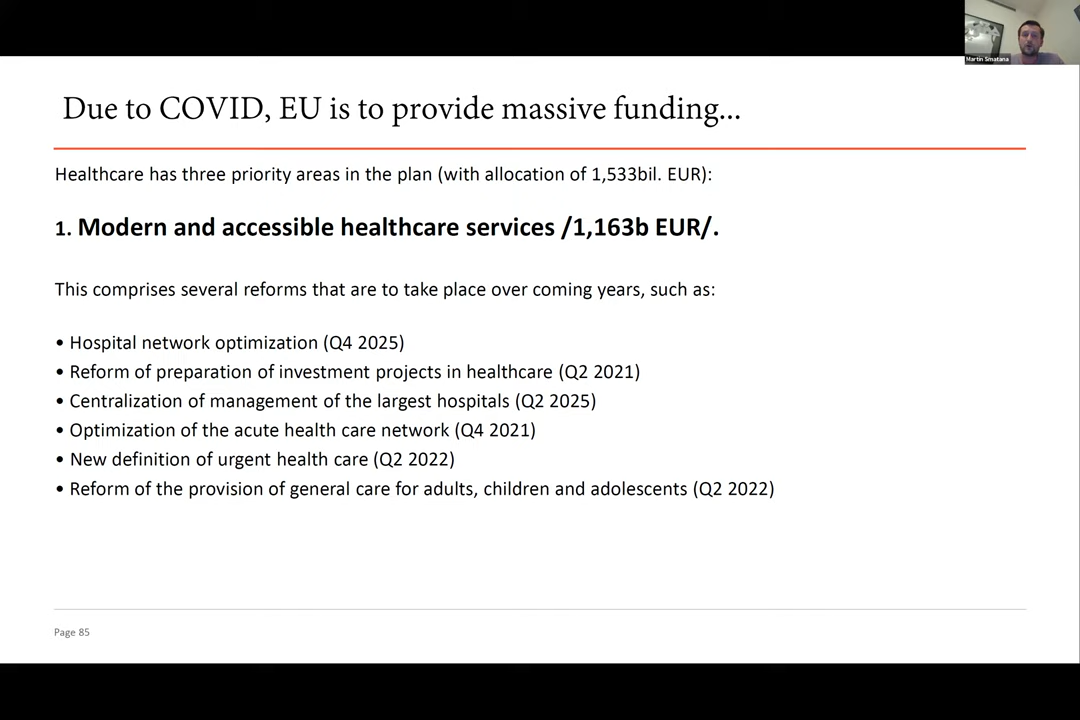 Martin Smatana
Due to COVID, EU is to provide massive funding...
Healthcare has three priority areas in the plan (with allocation of 1,533bil. EUR):
1. Modern and accessible healthcare services /1,163b EUR/.
This comprises several reforms that are to take place over coming years, such as:
• Hospital network optimization (Q4 2025)
• Reform of preparation of investment projects in healthcare (Q2 2021)
• Centralization of management of the largest hospitals (Q2 2025)
• Optimization of the acute health care network (Q4 2021)
• New definition of urgent health care (Q2 2022)
• Reform of the provision of general care for adults, children and adolescents (Q2 2022)
Page 85